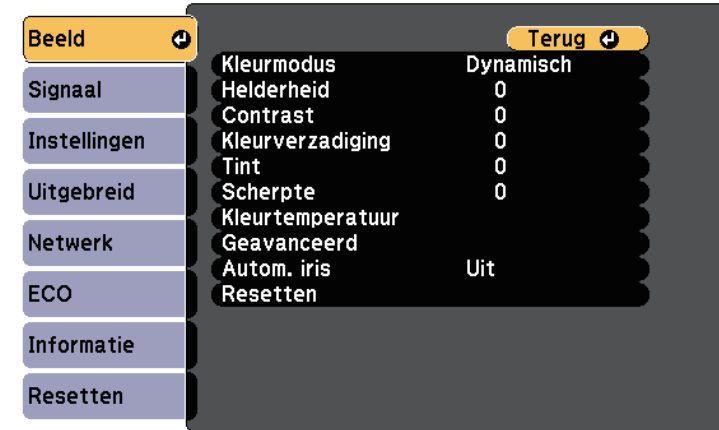 Beeld
Signaal
Instellingen
Uitgebreid
Netwerk
ECO
Informatie
Resetten
Terug
Kleurmodus Dynamisch
Helderheid 0
Contrast 0
Kleurverzadiging 0
Tint 0
Scherpte 0
Kleurtemperatuur
Geavanceerd
Autom. iris Uit
Resetten